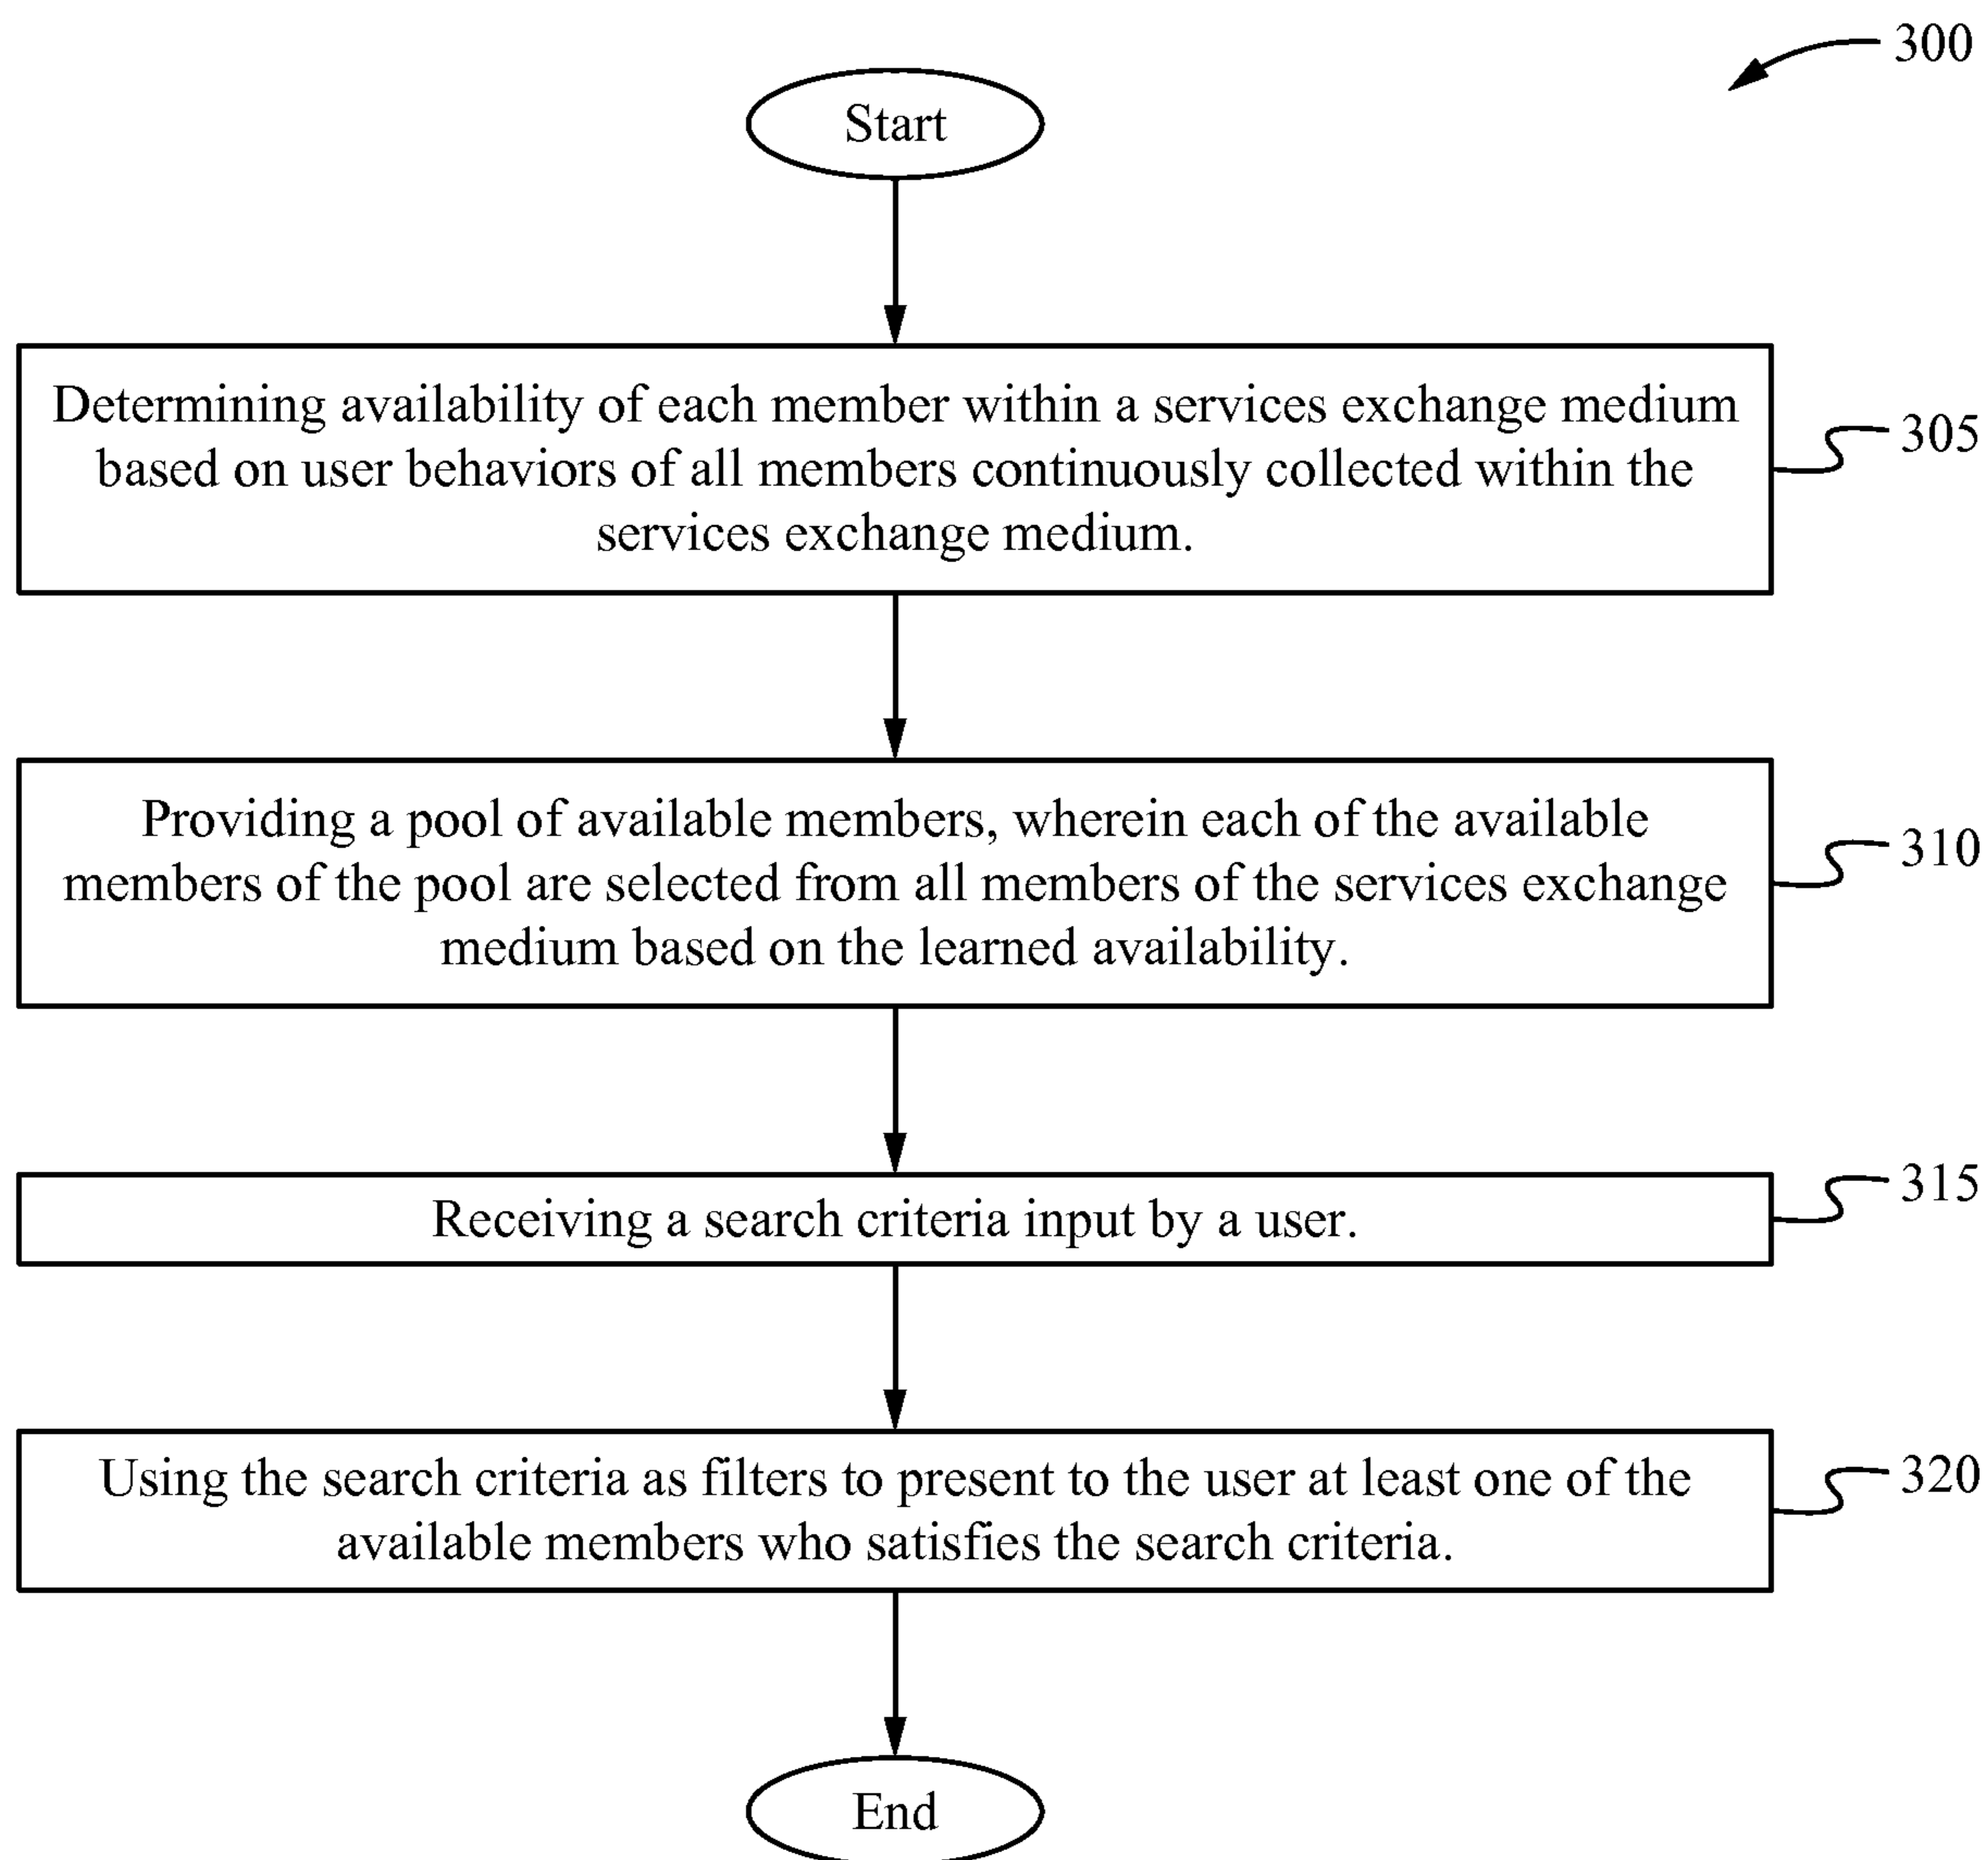 300
Start
Determining availability of each member within a services exchange medium
based on user behaviors of all members continuously collected within the
services exchange medium.
305
Providing a pool of available members, wherein each of the available
members of the pool are selected from all members of the services exchange
medium based on the learned availability.
310
Receiving a search criteria input by a user.
315
Using the search criteria as filters to present to the user at least one of the
available members who satisfies the search criteria.
320
End